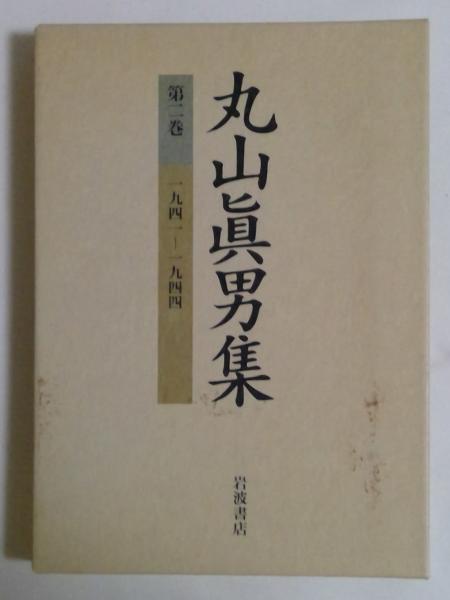 丸山眞男集
第二巻
一九四一―一九四四
岩波書店